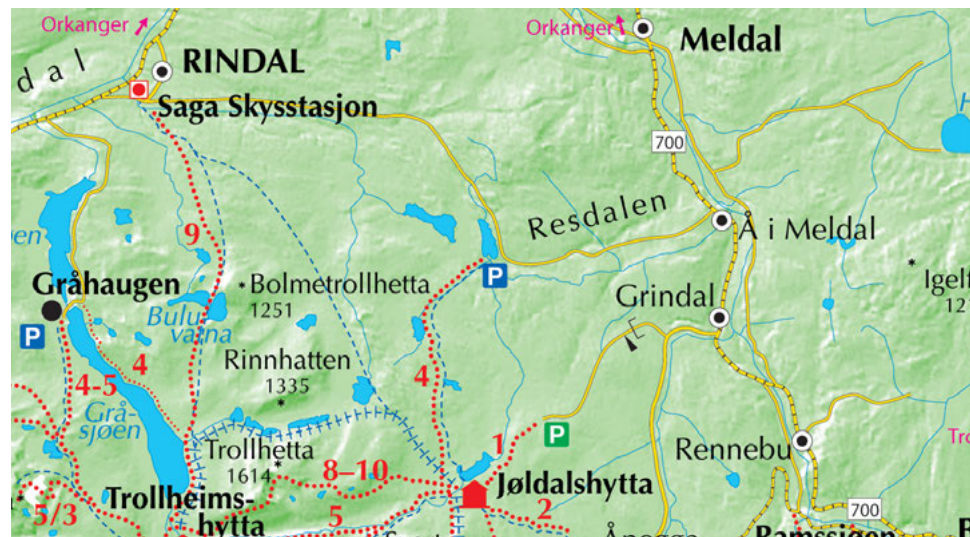 Orkanger
Orkanger
Meldal
dal
RINDAL
Saga Skysstasjon
700
Resdalen
Å i Meldal
9
P
Bolmetrollhetta
1251
Gråhaugen
Grindal
Bulu
vatna
P
Rinnhatten
1335
4
4
4-5
Grå-
sjøen
Trollhetta
1614
8–10
1
P
Rennebu
Trollheims-
hytta
5/3
5
Jøldalshytta
2
700